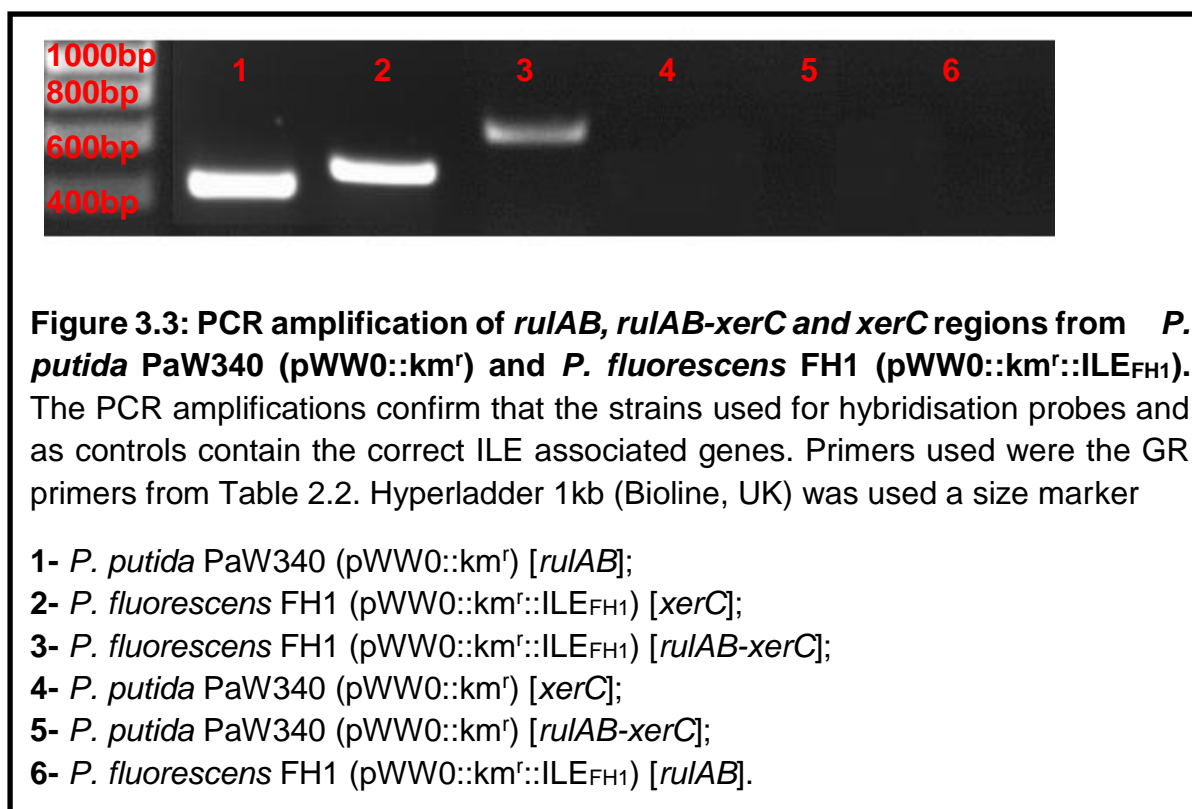 1000bp
1 2 3 4 5 6
800bp
600bp
400bp
Figure 3.3: PCR amplification of rulAB, rulAB-xerC and xerC regions from P.
putida PaW340 (pWW0::kmʳ) and P. fluorescens FH1 (pWW0::kmʳ::ILEFH1).
The PCR amplifications confirm that the strains used for hybridisation probes and
as controls contain the correct ILE associated genes. Primers used were the GR
primers from Table 2.2. Hyperladder 1kb (Bioline, UK) was used a size marker
1- P. putida PaW340 (pWW0::kmʳ) [rulAB];
2- P. fluorescens FH1 (pWW0::kmʳ::ILEFH1) [xerC];
3- P. fluorescens FH1 (pWW0::kmʳ::ILEFH1) [rulAB-xerC];
4- P. putida PaW340 (pWW0::kmʳ) [xerC];
5- P. putida PaW340 (pWW0::kmʳ) [rulAB-xerC];
6- P. fluorescens FH1 (pWW0::kmʳ::ILEFH1) [rulAB].